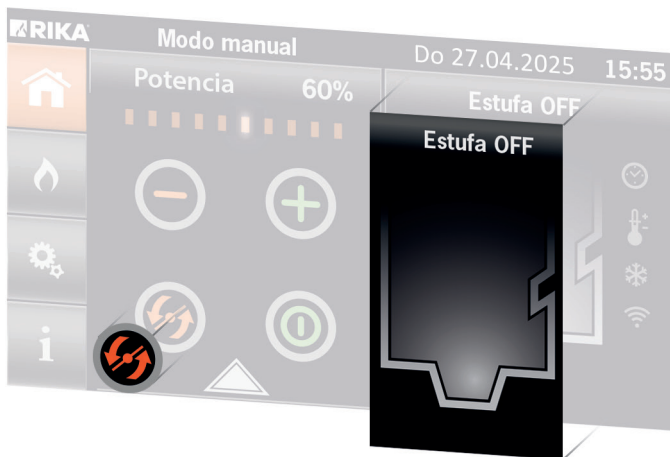 RIKA
Modo manual
Do 27.04.2025
15:55
Potencia
60%
Estufa OFF
Estufa OFF
i